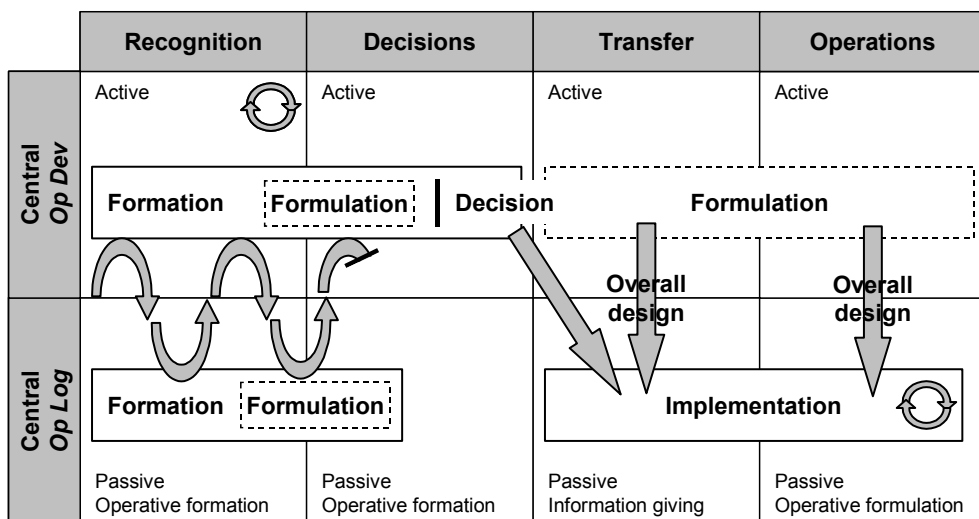 Recognition
Decisions
Transfer
Operations
Central
Op Dev
Active
Active
Active
Active
Formation
Formulation
Decision
Formulation
Overall
design
Overall
design
Central
Op Log
Formation
Formulation
Implementation
Passive
Operative formation
Passive
Operative formation
Passive
Information giving
Passive
Operative formulation